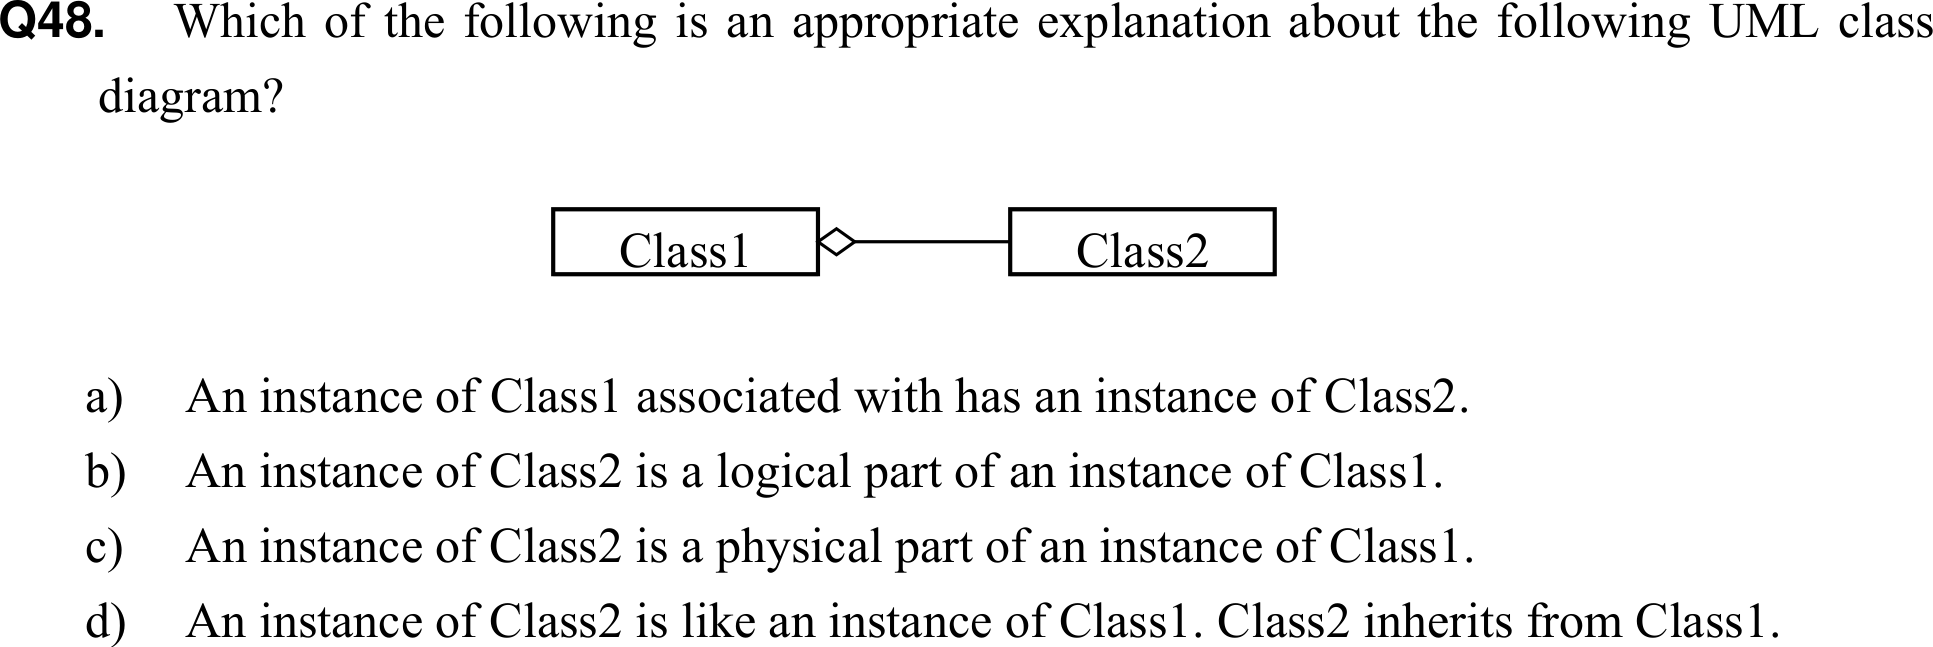 Q48. Which of the following is an appropriate explanation about the following UML class
diagram?
Class1 Class2
a) An instance of Class1 associated with has an instance of Class2.
b) An instance of Class2 is a logical part of an instance of Class1.
c) An instance of Class2 is a physical part of an instance of Class1.
d) An instance of Class2 is like an instance of Class1. Class2 inherits from Class1.